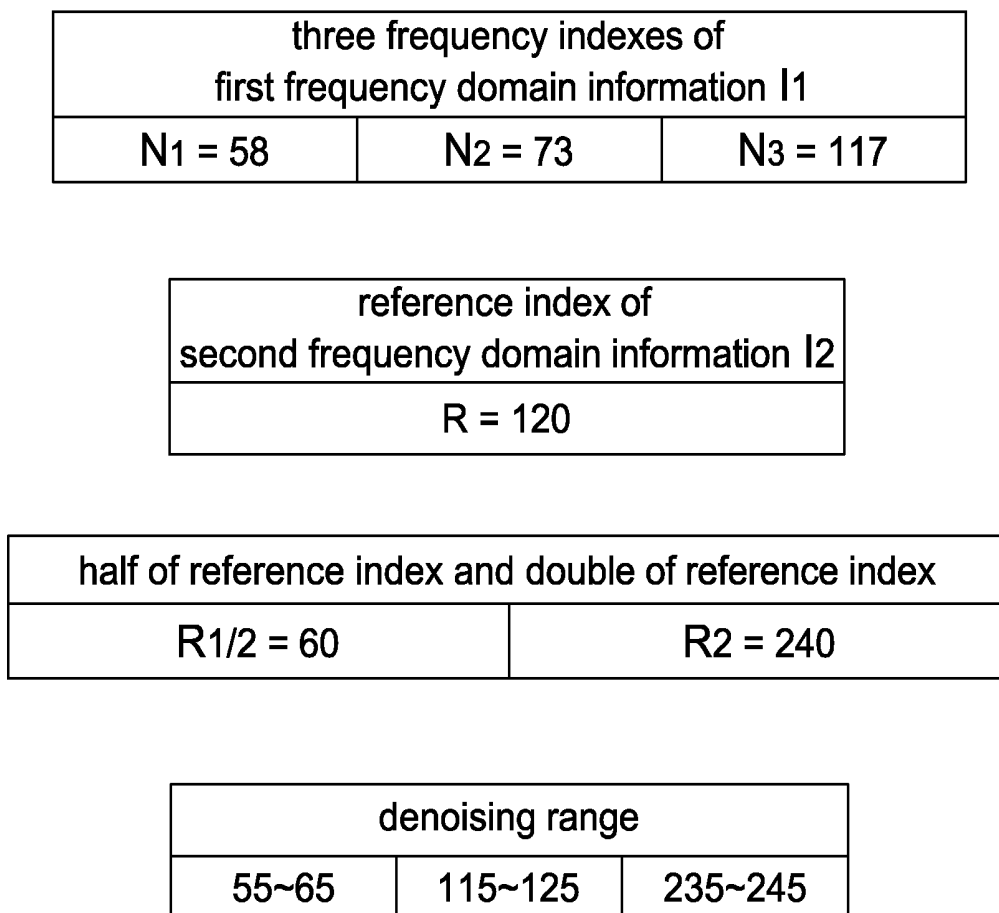 three frequency indexes of
first frequency domain information I1
N1 = 58 N2 = 73 N3 = 117
reference index of
second frequency domain information I2
R = 120
half of reference index and double of reference index
R1/2 = 60 R2 = 240
denoising range
55~65 115~125 235~245